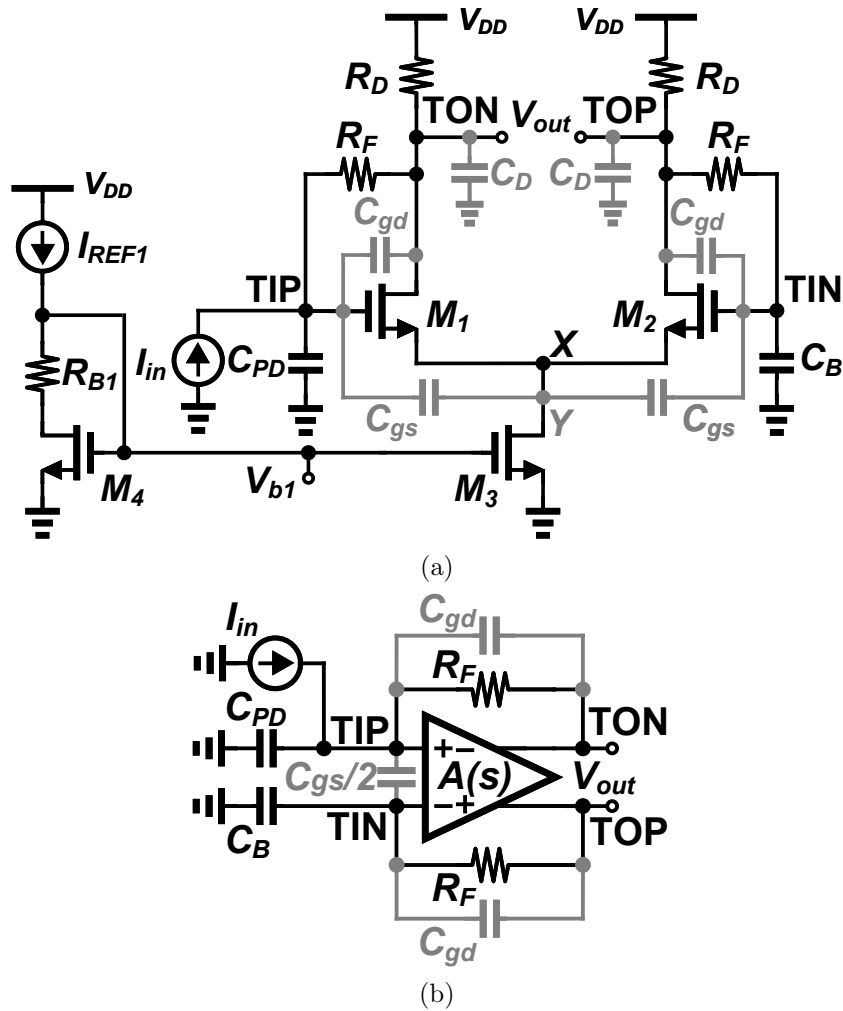 V_DD V_DD
R_D R_D
TON V_out TOP
R_F C_D C_D R_F
V_DD
C_gd C_gd
I_REF1
TIP TIN
M_1 M_2
X
R_B1 I_in C_PD C_B
C_gs Y C_gs
M_4 V_b1 M_3
(a)
C_gd
I_in
R_F
C_PD TIP TON
+ −
C_gs/2 A(s) V_out
− +
C_B TIN TOP
R_F
C_gd
(b)